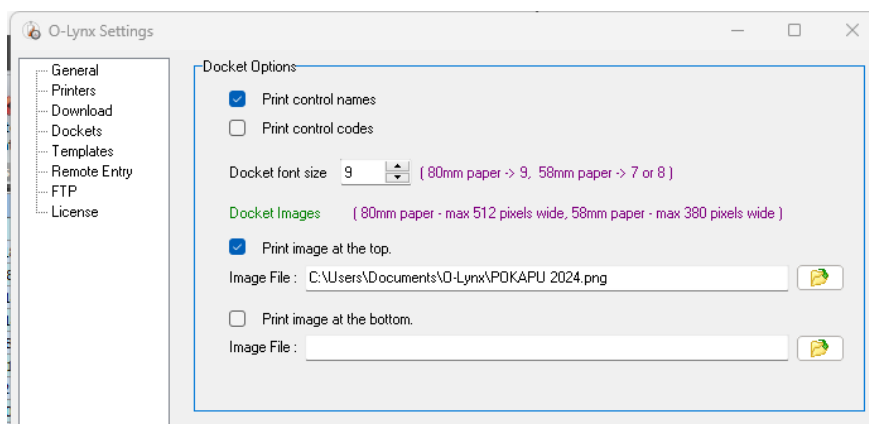 O-Lynx Settings
General
Printers
Download
Dockets
Templates
Remote Entry
FTP
License
Docket Options
Print control names
Print control codes
Docket font size 9 ( 80mm paper -> 9, 58mm paper -> 7 or 8 )
Docket Images ( 80mm paper - max 512 pixels wide, 58mm paper - max 380 pixels wide )
Print image at the top.
Image File : C:\Users\Documents\O-Lynx\POKAPU 2024.png
Print image at the bottom.
Image File :